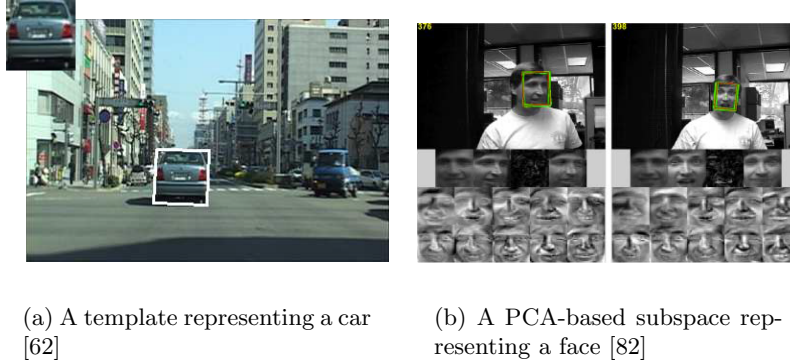 376
398
(a) A template representing a car
[62]
(b) A PCA-based subspace rep-
resenting a face [82]